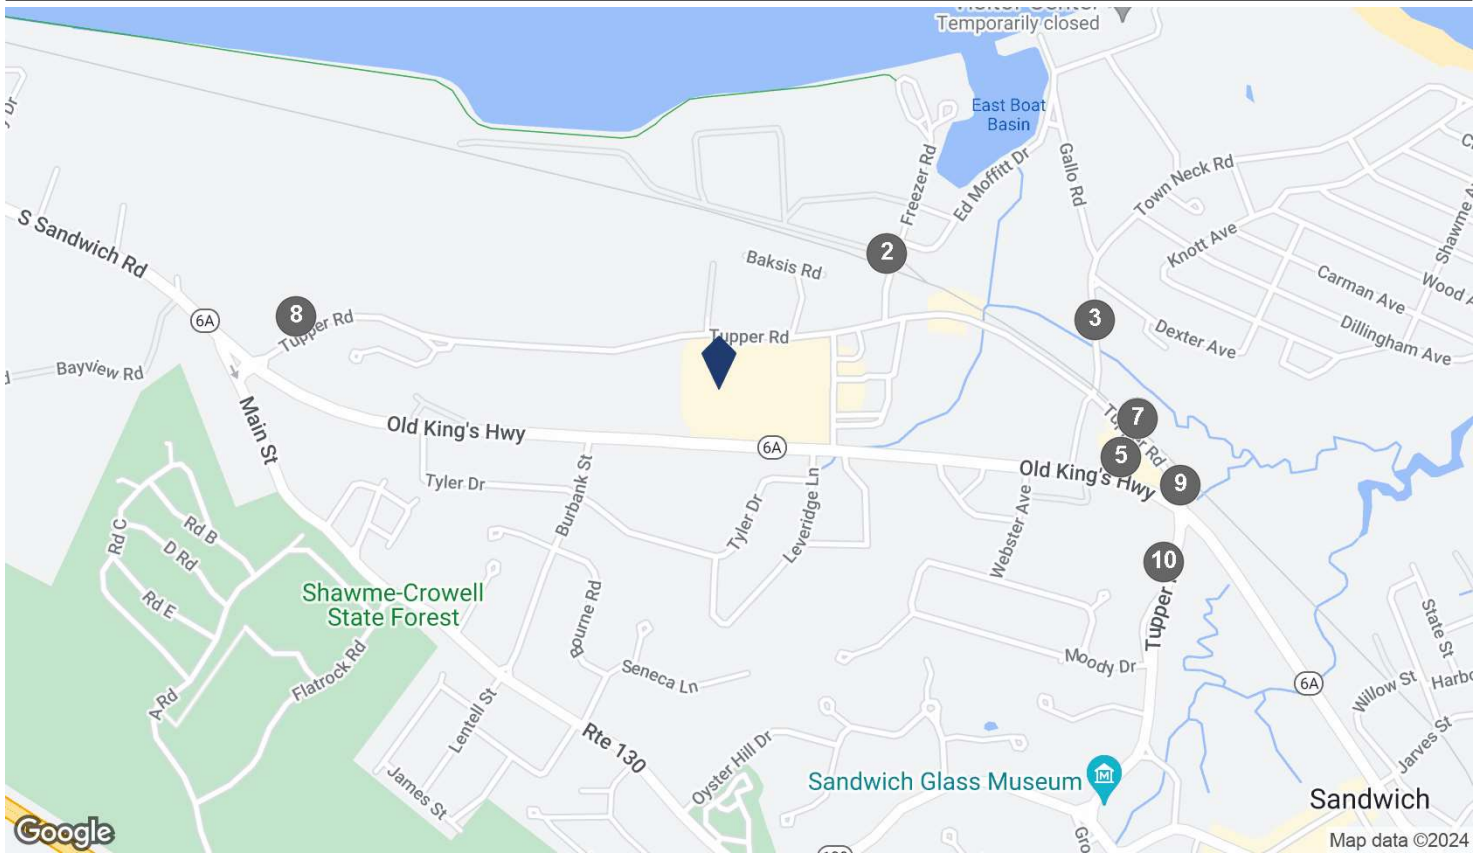 Visitor Center
Temporarily closed
East Boat
Basin
Freezer Rd
Ed Moffitt Dr
Gallo Rd
Town Neck Rd
Knott Ave
Carman Ave
Dillingham Ave
Dexter Ave
S Sandwich Rd
6A
8
Tupper Rd
Baksis Rd
2
3
Tupper Rd
Bayview Rd
Main St
Old King's Hwy
6A
7
Tupper Rd
5
Old King's Hwy
9
10
Tupper
Tyler Dr
Burbank St
Tyler Dr
Leveridge Ln
Webster Ave
Rd C
Rd B
D Rd
Rd E
Shawme-Crowell
State Forest
Bourne Rd
Flatrock Rd
A Rd
Seneca Ln
Moody Dr
Lentell St
James St
Rte 130
Oyster Hill Dr
Sandwich Glass Museum
M
6A
State St
Willow St
Jarves St
Sandwich
Google
Map data ©2024